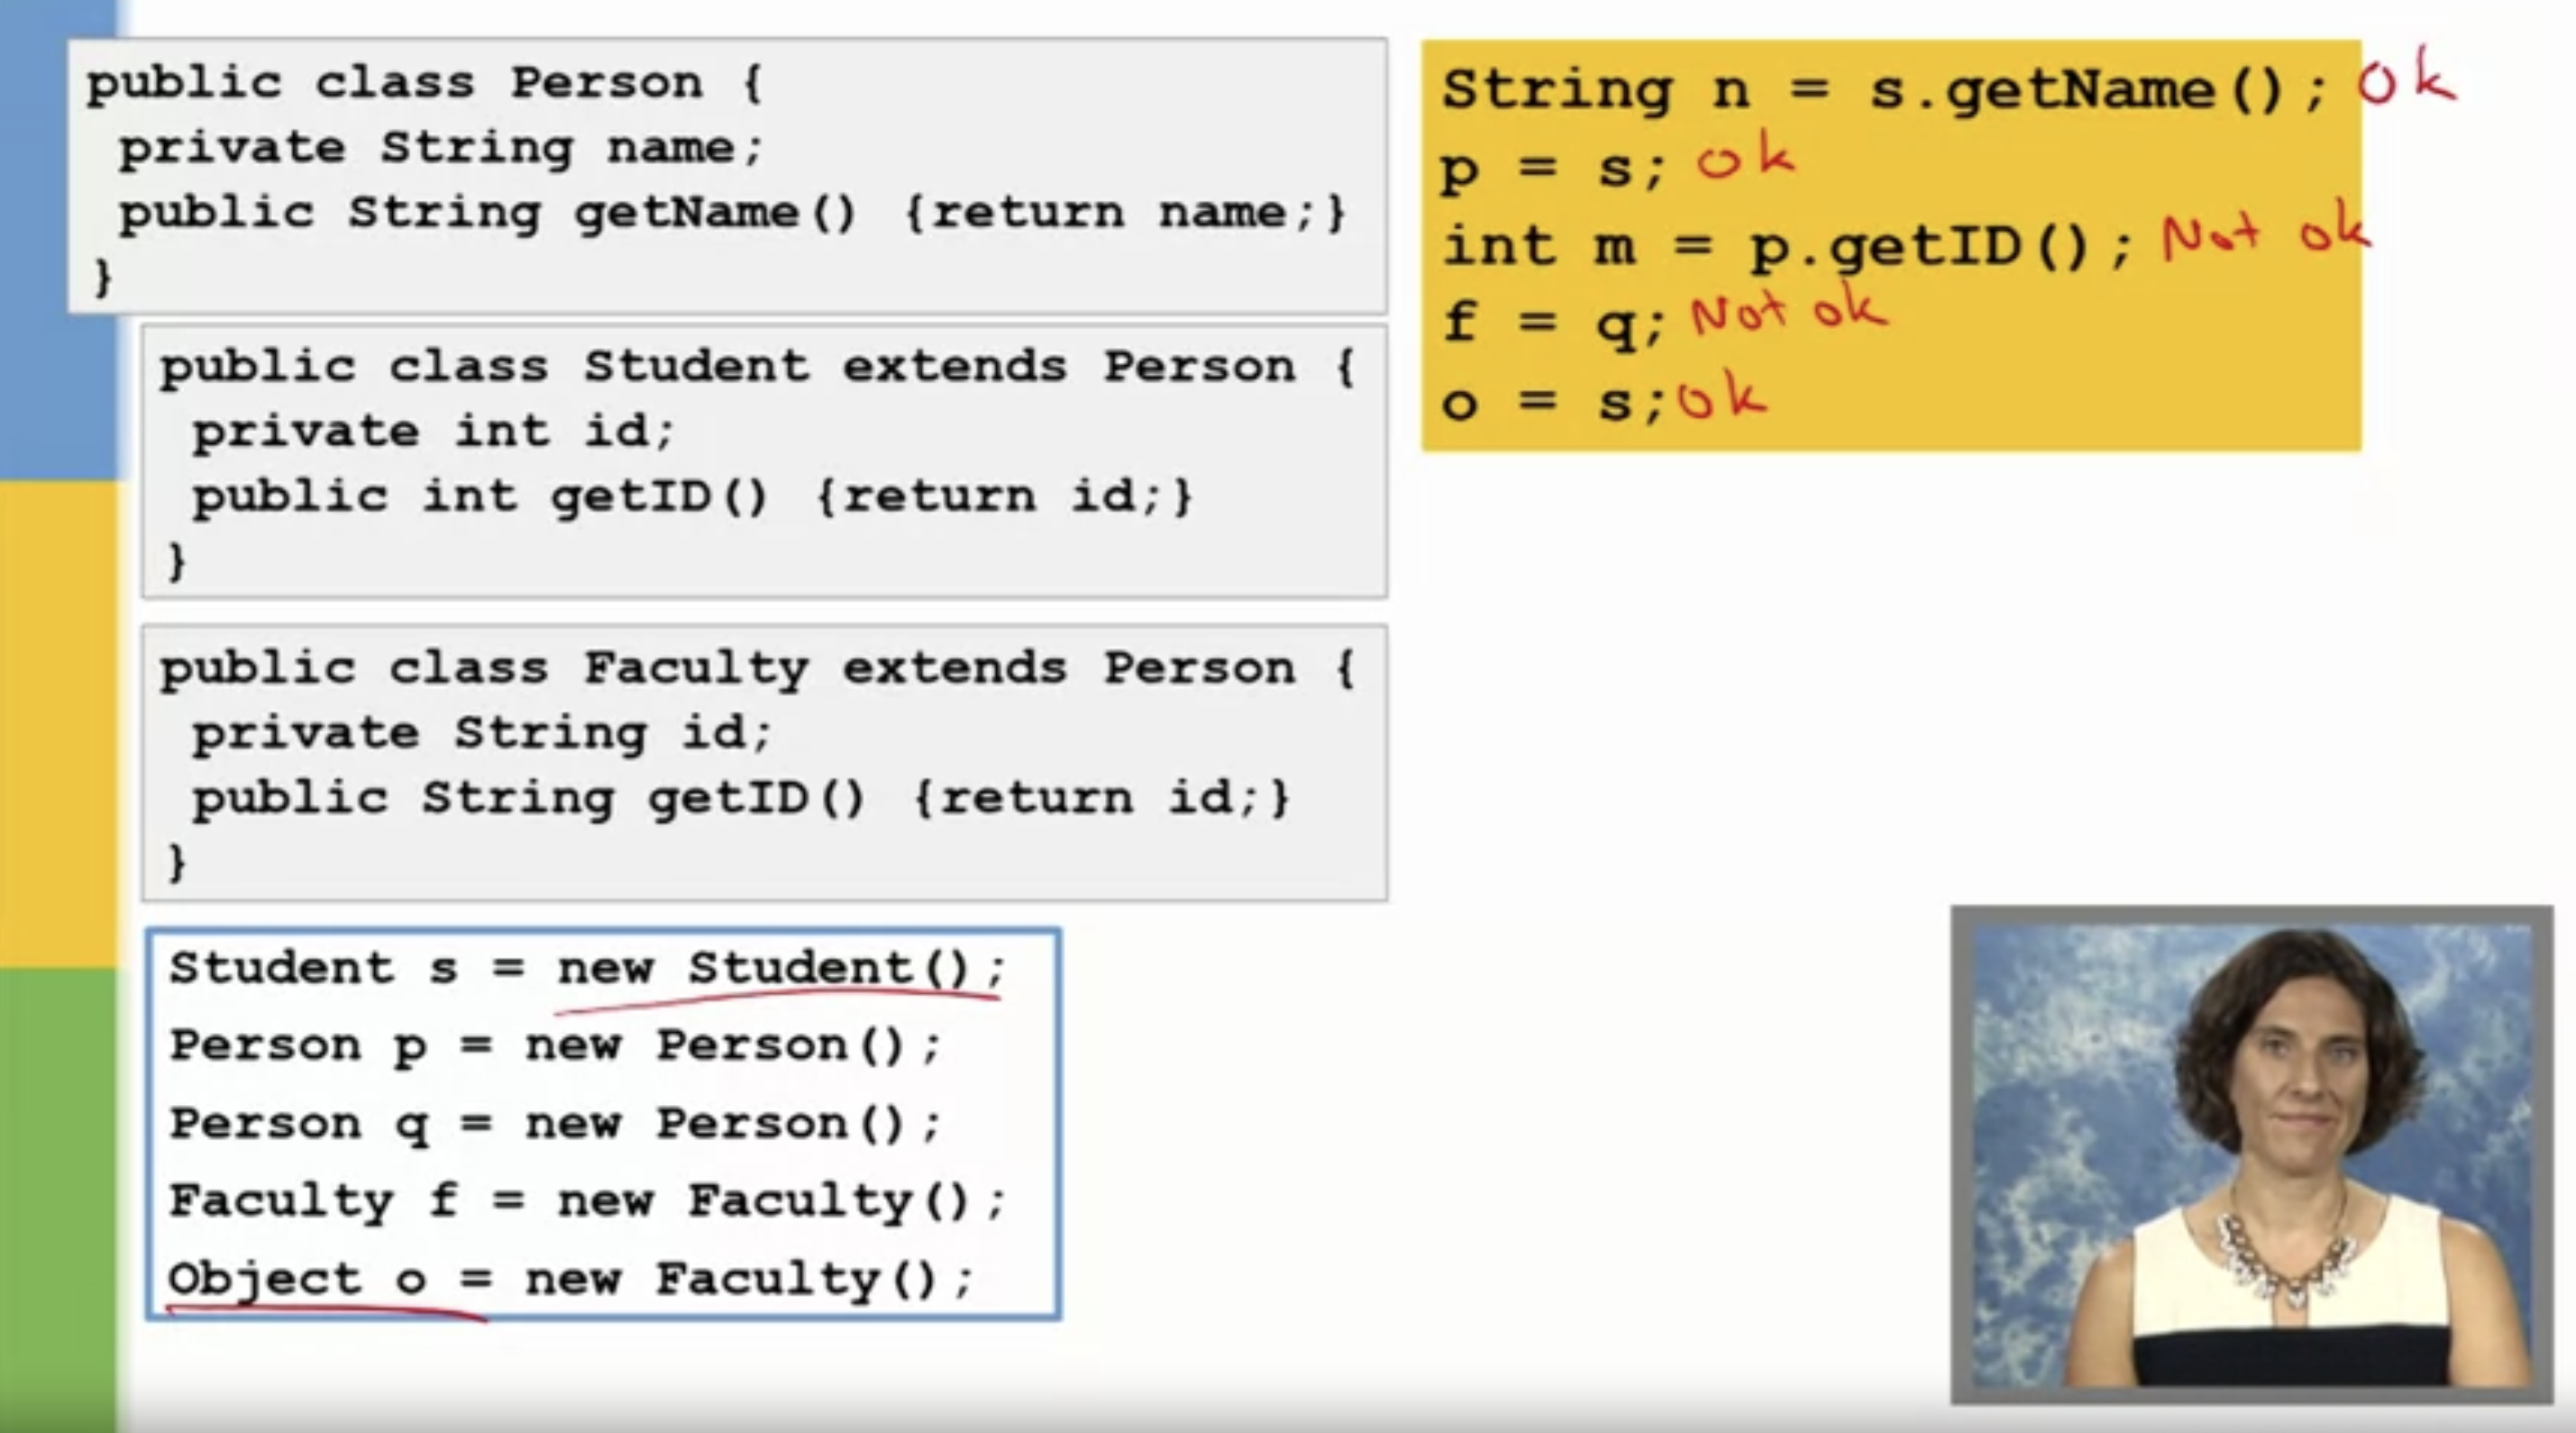 public class Person {
private String name;
public String getName() {return name;}
}
public class Student extends Person {
private int id;
public int getID() {return id;}
}
public class Faculty extends Person {
private String id;
public String getID() {return id;}
}
Student s = new Student();
Person p = new Person();
Person q = new Person();
Faculty f = new Faculty();
Object o = new Faculty();
String n = s.getName(); ok
p = s; ok
int m = p.getID(); Not ok
f = q; Not ok
o = s; ok